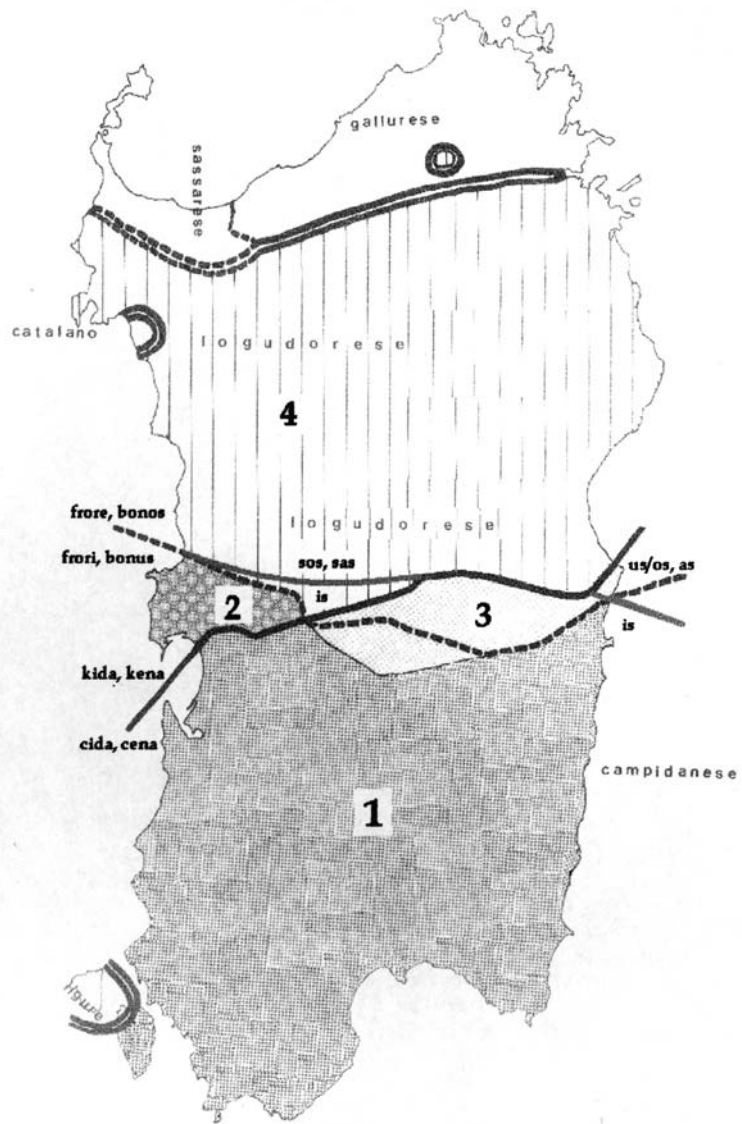 gallurese
sassarese
catalano
logudorese
4
logudorese
frore, bonos
frori, bonus
sos, sas
is
us/os, as
is
2
3
kida, kena
cida, cena
campidanese
1
ligure